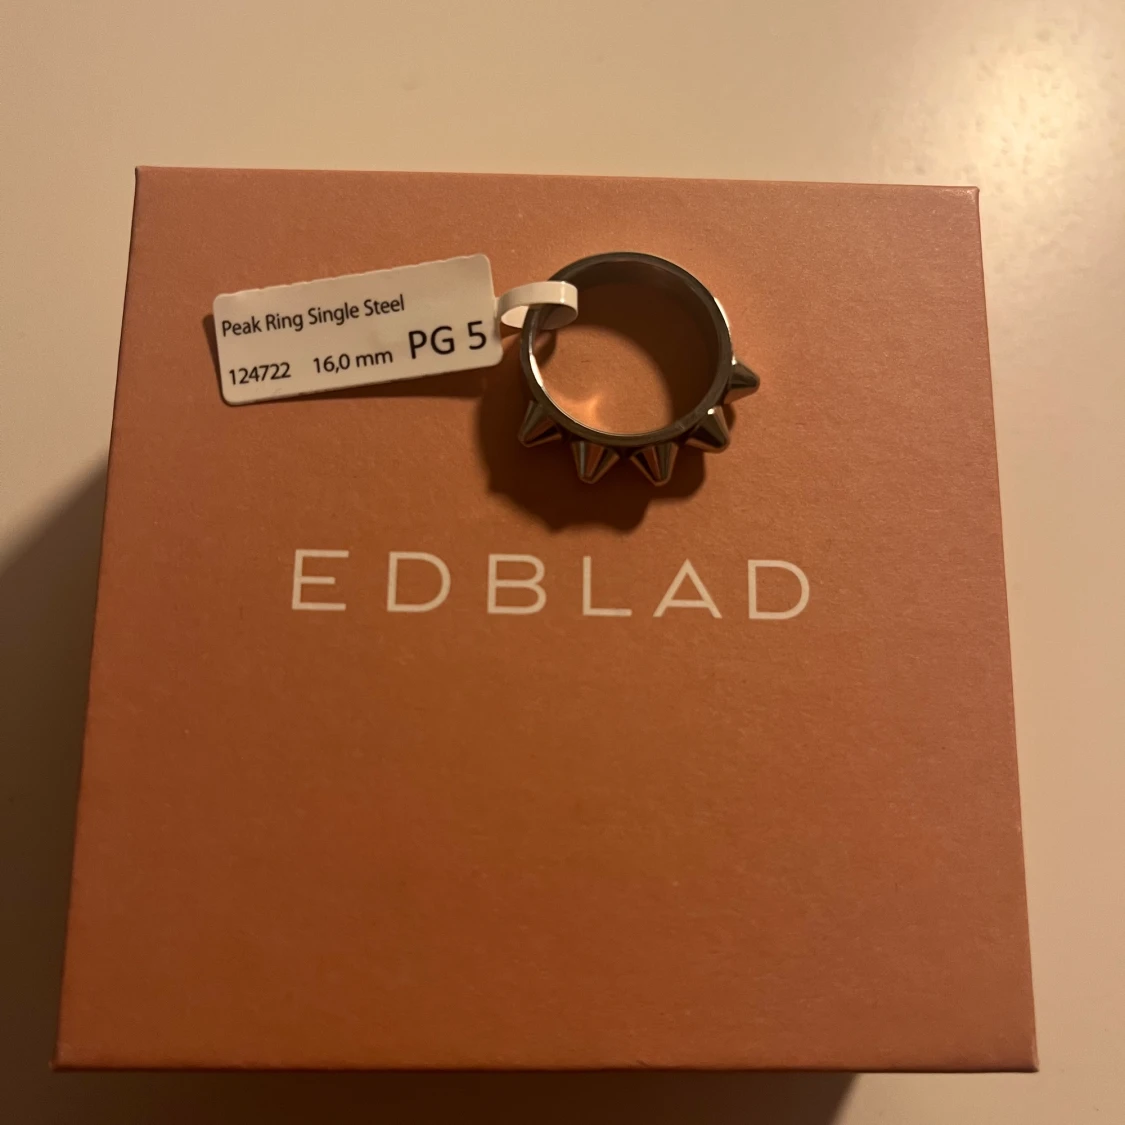 Peak Ring Single Steel
124722 16,0 mm PG 5
EDBLAD